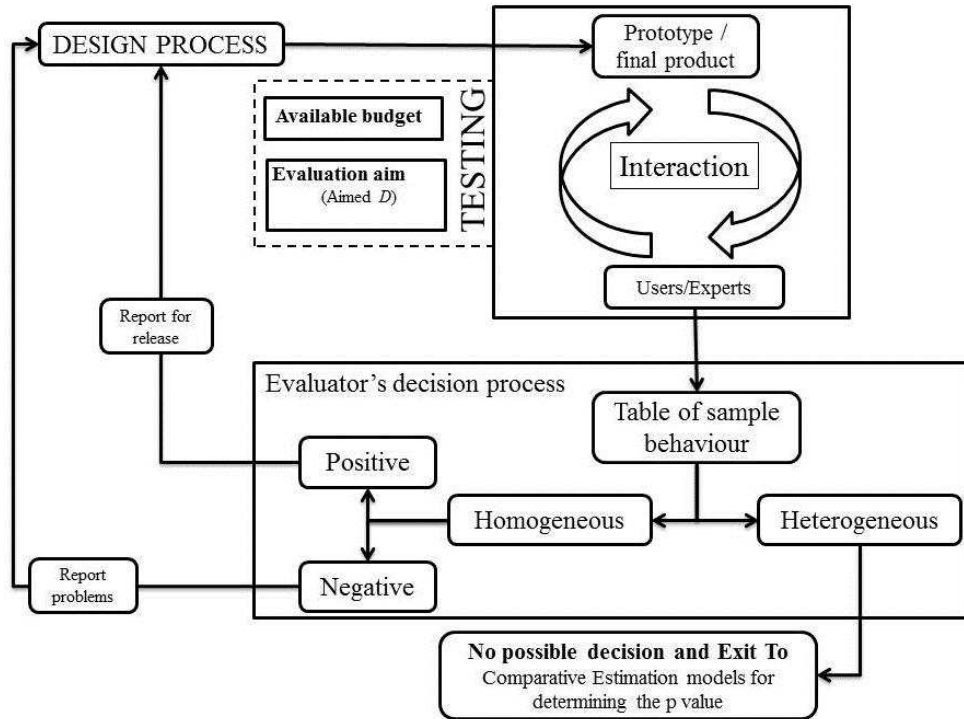 DESIGN PROCESS
Prototype /
final product
Available budget
Evaluation aim
(Aimed D)
TESTING
Interaction
Users/Experts
Report for
release
Evaluator’s decision process
Table of sample
behaviour
Positive
Homogeneous
Heterogeneous
Negative
Report
problems
No possible decision and Exit To
Comparative Estimation models for
determining the p value